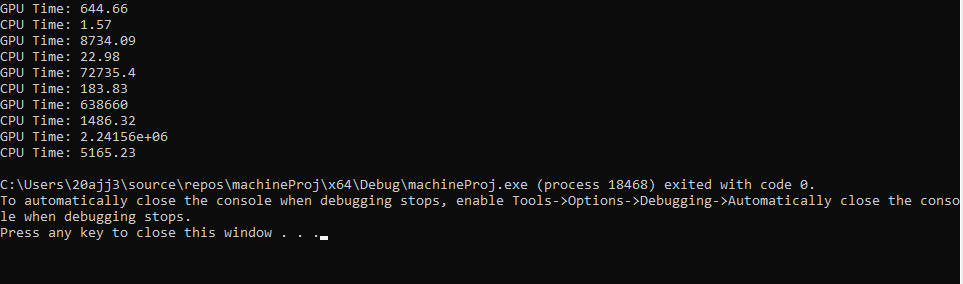 GPU Time: 644.66
CPU Time: 1.57
GPU Time: 8734.09
CPU Time: 22.98
GPU Time: 72735.4
CPU Time: 183.83
GPU Time: 638660
CPU Time: 1486.32
GPU Time: 2.24156e+06
CPU Time: 5165.23
C:\Users\20ajj3\source\repos\machineProj\x64\Debug\machineProj.exe (process 18468) exited with code 0.
To automatically close the console when debugging stops, enable Tools->Options->Debugging->Automatically close the conso
le when debugging stops.
Press any key to close this window . . .